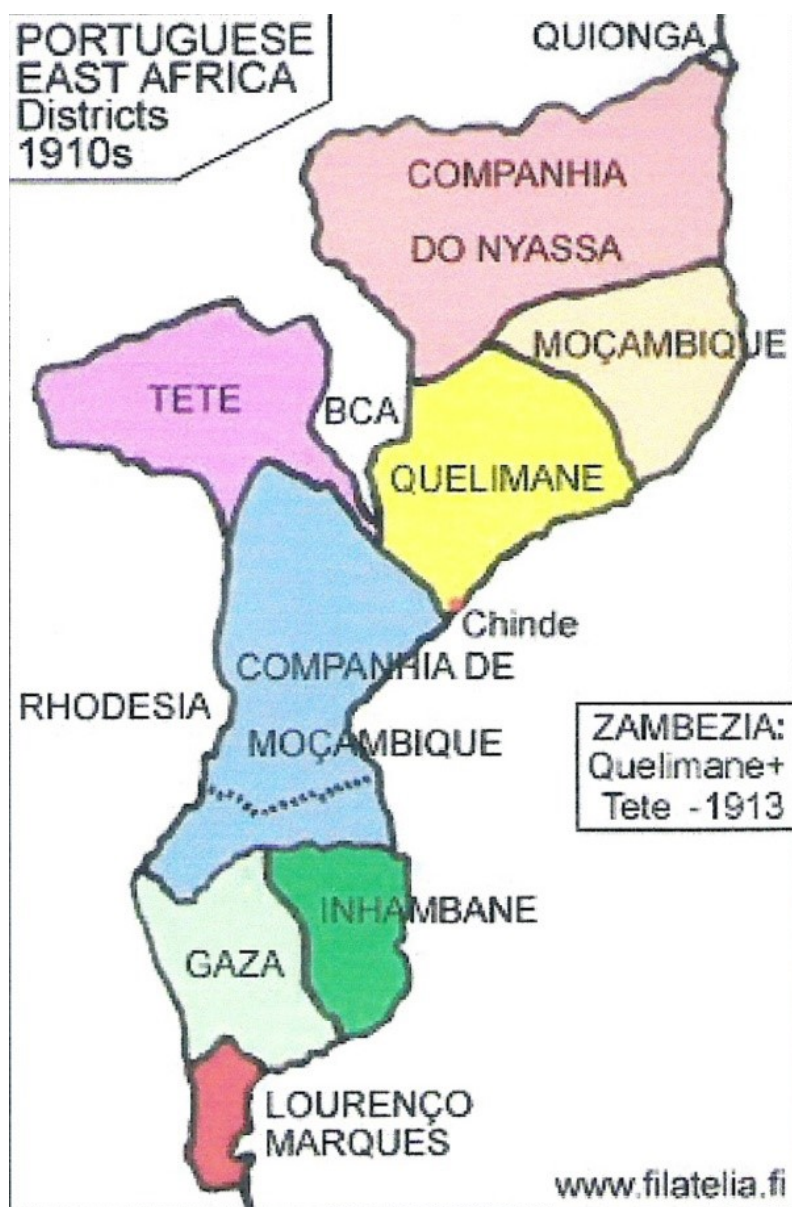 PORTUGUESE
EAST AFRICA
Districts
1910s
QUIONGA
COMPANHIA
DO NYASSA
MOÇAMBIQUE
TETE
BCA
QUELIMANE
Chinde
COMPANHIA DE
MOÇAMBIQUE
RHODESIA
ZAMBEZIA:
Quelimane+
Tete -1913
INHAMBANE
GAZA
LOURENÇO
MARQUES
www.filatelia.fi